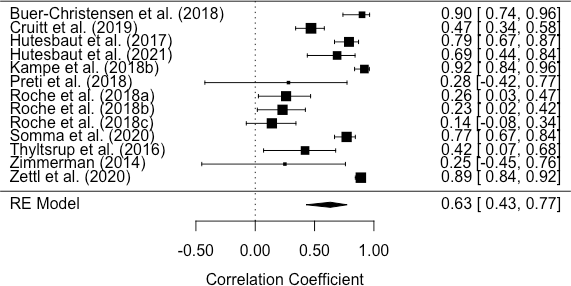 Buer-Christensen et al. (2018) 0.90 [ 0.74, 0.96]
Cruitt et al. (2019) 0.47 [ 0.34, 0.58]
Hutesbaut et al. (2017) 0.79 [ 0.67, 0.87]
Hutesbaut et al. (2021) 0.69 [ 0.44, 0.84]
Kampe et al. (2018b) 0.92 [ 0.84, 0.96]
Preti et al. (2018) 0.28 [-0.42, 0.77]
Roche et al. (2018a) 0.26 [ 0.03, 0.47]
Roche et al. (2018b) 0.23 [ 0.02, 0.42]
Roche et al. (2018c) 0.14 [-0.08, 0.34]
Somma et al. (2020) 0.77 [ 0.67, 0.84]
Thyltsrup et al. (2016) 0.42 [ 0.07, 0.68]
Zimmerman (2014) 0.25 [-0.45, 0.76]
Zettl et al. (2020) 0.89 [ 0.84, 0.92]
RE Model 0.63 [ 0.43, 0.77]
-0.50 0.00 0.50 1.00
Correlation Coefficient